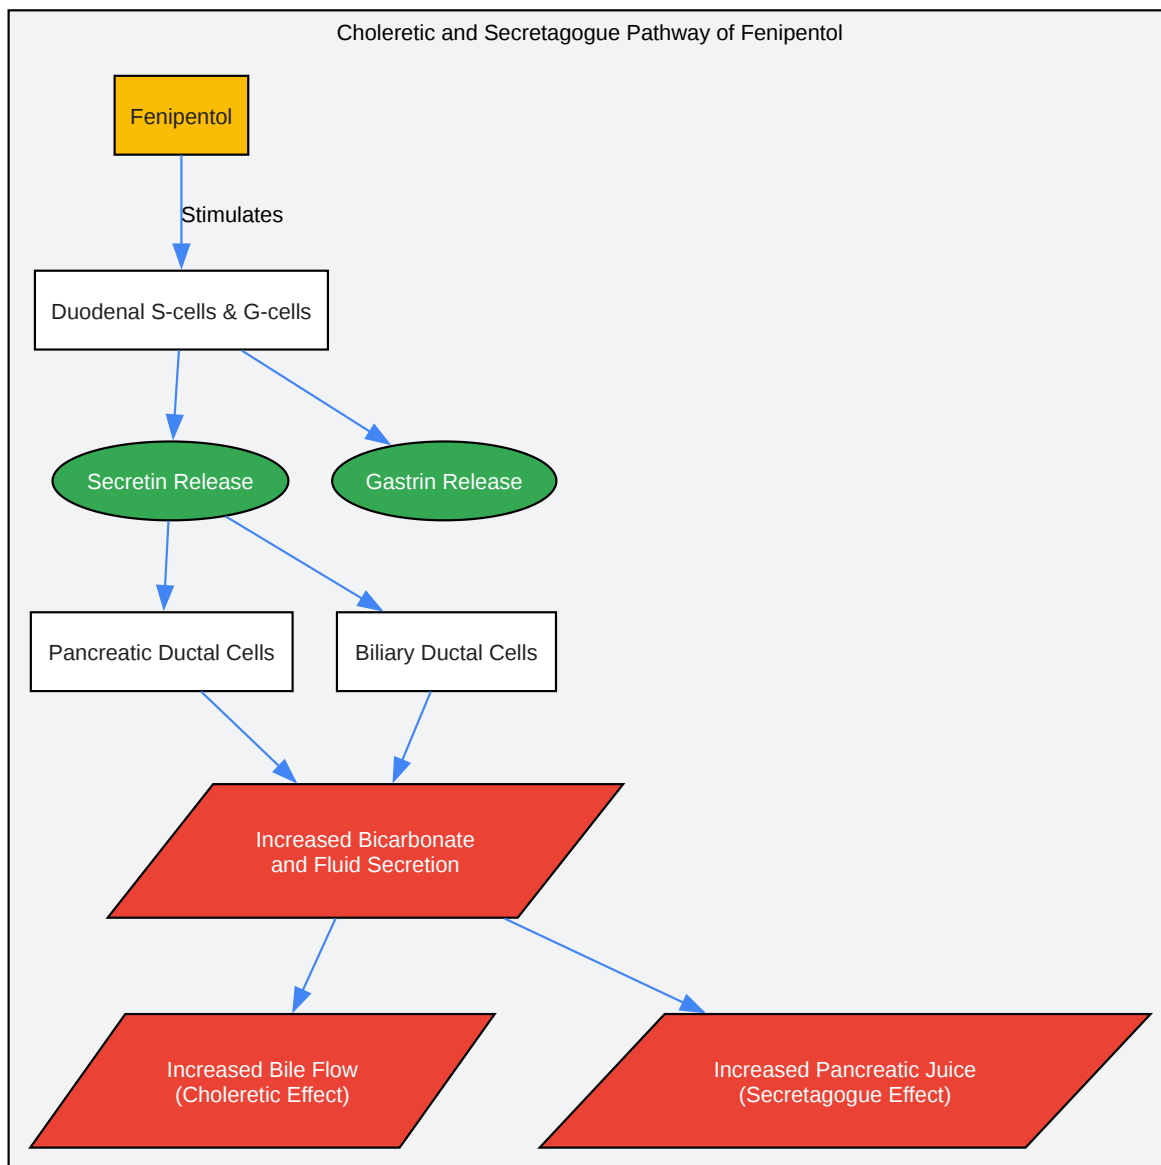 Choleretic and Secretagogue Pathway of Fenipentol
Fenipentol
Stimulates
Duodenal S-cells & G-cells
Secretin Release
Gastrin Release
Pancreatic Ductal Cells
Biliary Ductal Cells
Increased Bicarbonate
and Fluid Secretion
Increased Bile Flow
(Choleretic Effect)
Increased Pancreatic Juice
(Secretagogue Effect)